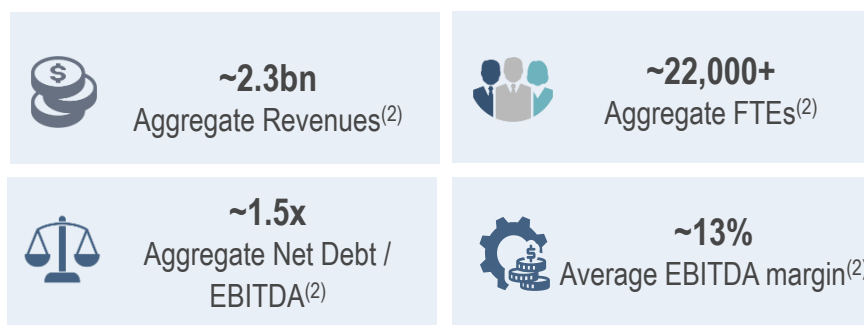 $
~2.3bn
Aggregate Revenues(2)
~22,000+
Aggregate FTEs(2)
~1.5x
Aggregate Net Debt /
EBITDA(2)
$
~13%
Average EBITDA margin(2)